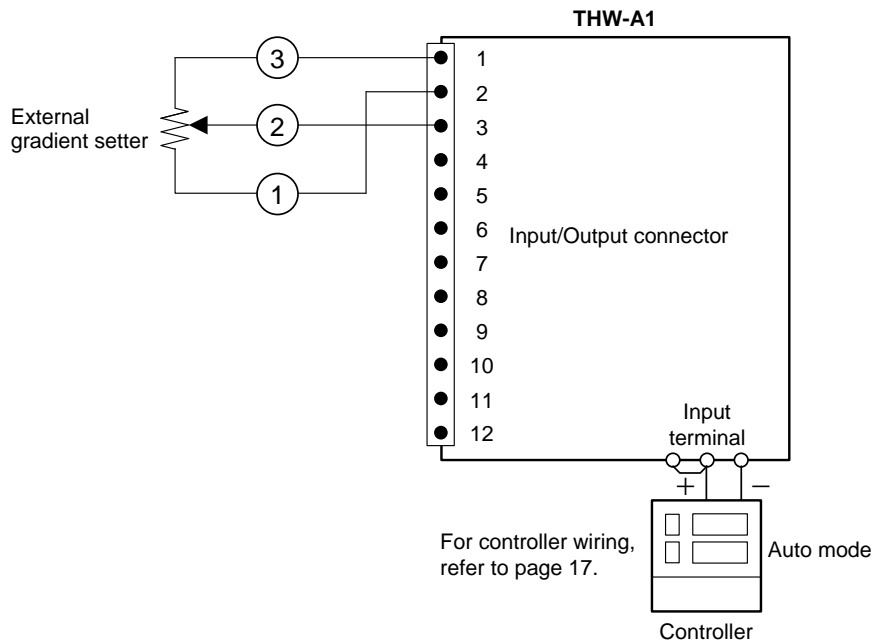 THW-A1
3
1
2
External
gradient setter
2
3
4
1
5
6
Input/Output connector
7
8
9
10
11
12
Input
terminal
+ −
For controller wiring,
refer to page 17.
Auto mode
Controller